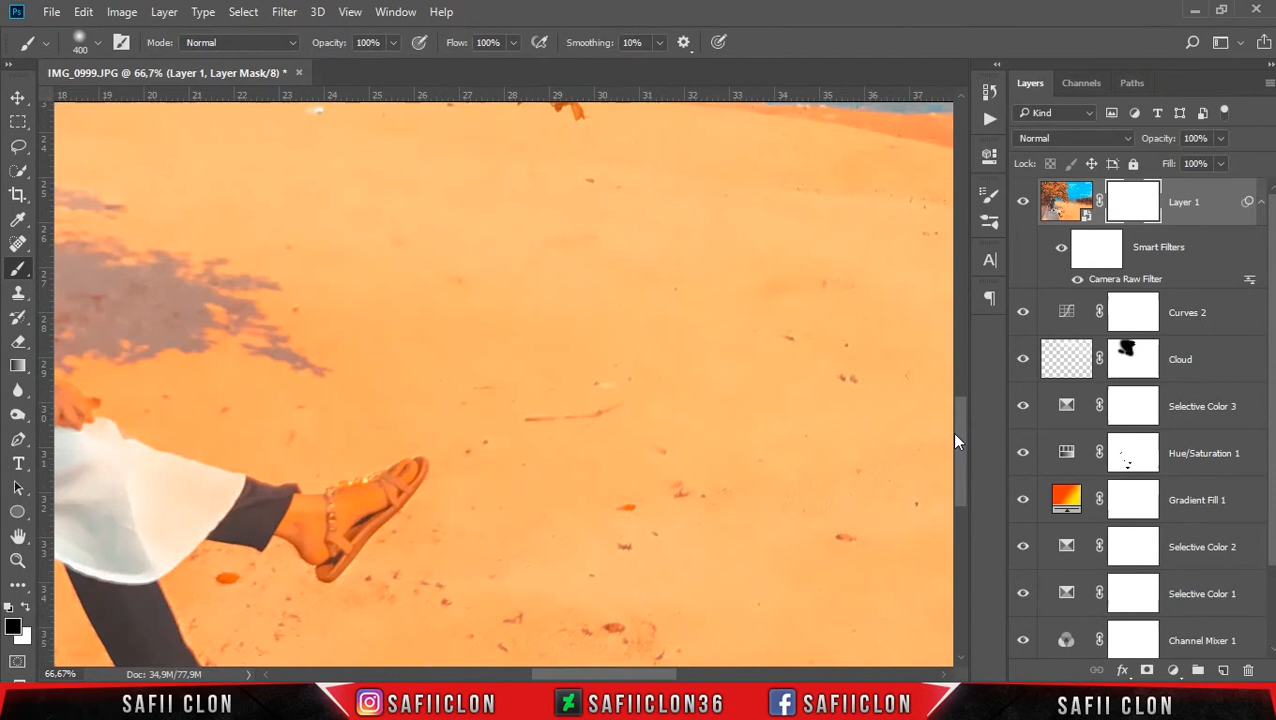 Ps File Edit Image Layer Type Select Filter 3D View Window Help
400 Mode: Normal Opacity: 100% Flow: 100% Smoothing: 10%
IMG_0999.JPG @ 66,7% (Layer 1, Layer Mask/8) *
18 19 20 21 22 23 24 25 26 27 28 29 30 31 32 33 34 35 36 37
Layers Channels Paths
Kind
Normal Opacity: 100%
Lock: Fill: 100%
Layer 1
Smart Filters
Camera Raw Filter
Curves 2
Cloud
Selective Color 3
Hue/Saturation 1
Gradient Fill 1
Selective Color 2
Selective Color 1
Channel Mixer 1
66,67% Doc: 34,9M/77,9M
SAFII CLON SAFIICLON SAFIICLON36 SAFIICLON SAFII CLON